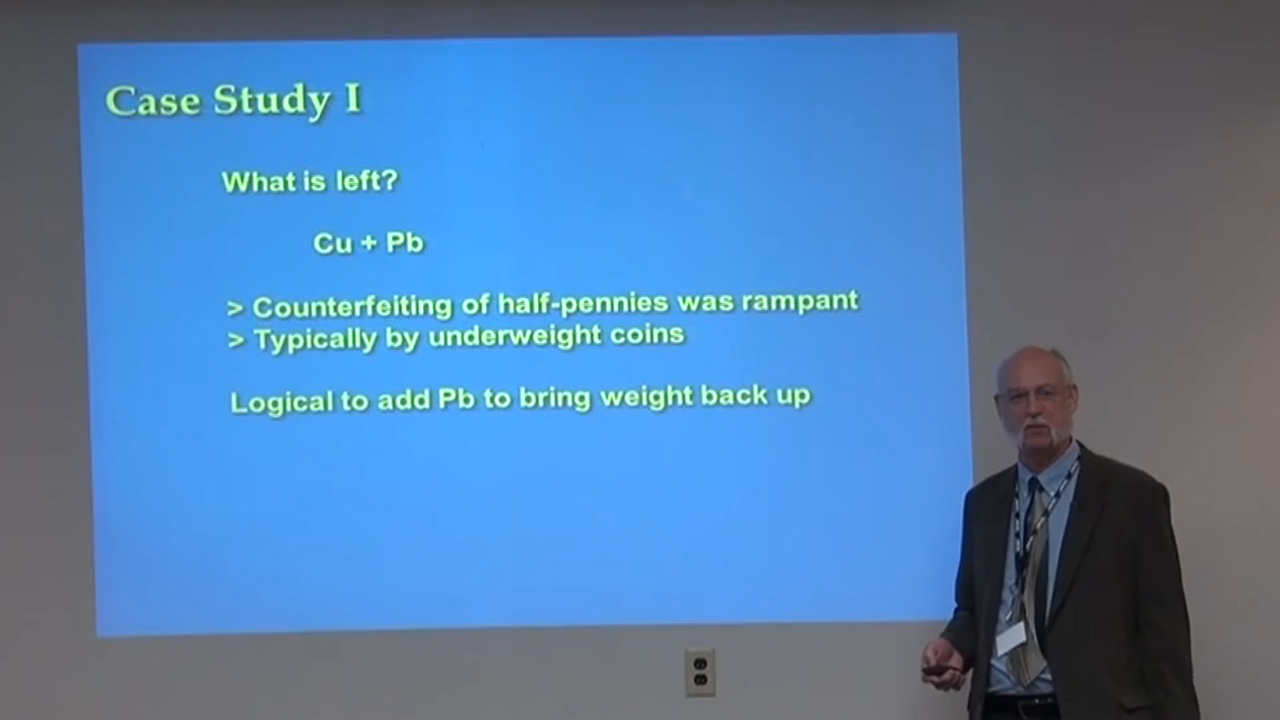 Case Study I
What is left?
Cu + Pb
> Counterfeiting of half-pennies was rampant
> Typically by underweight coins
Logical to add Pb to bring weight back up